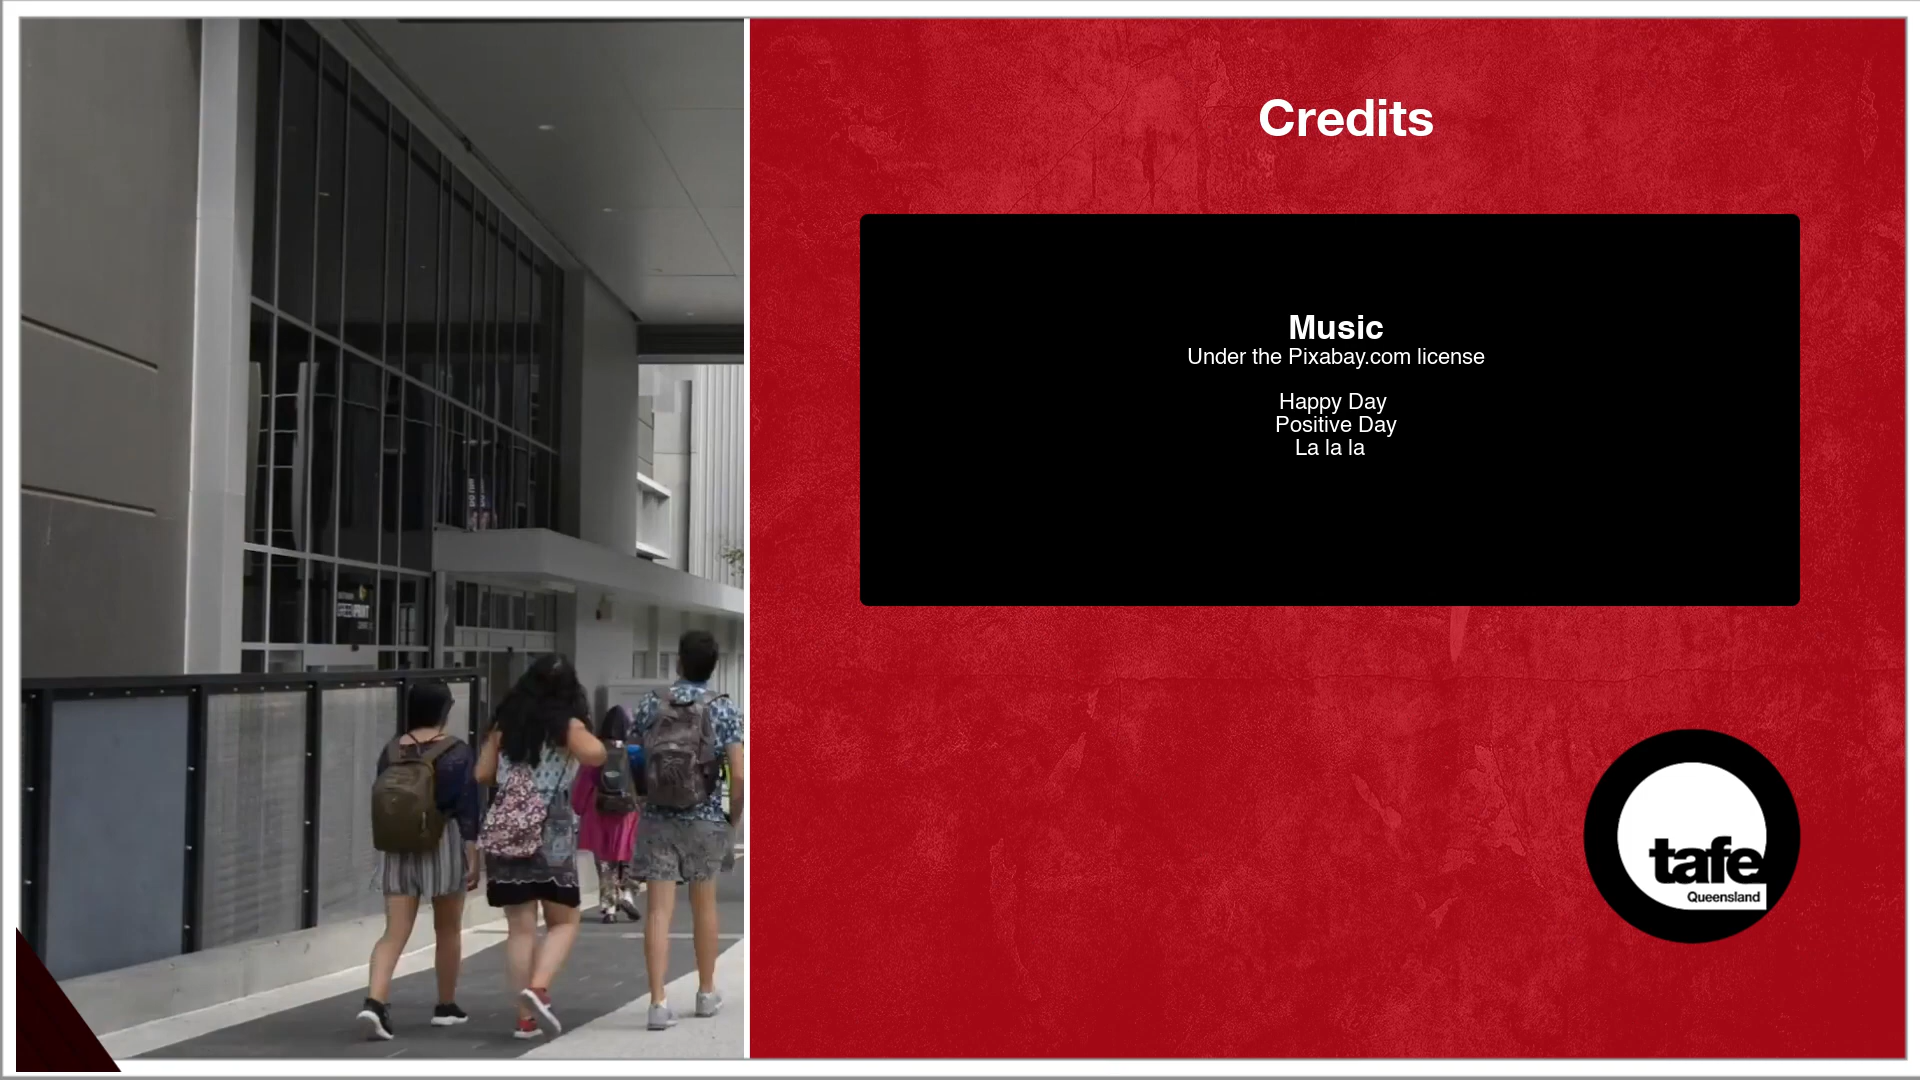 Credits
Music
Under the Pixabay.com license
Happy Day
Positive Day
La la la
tafe
Queensland